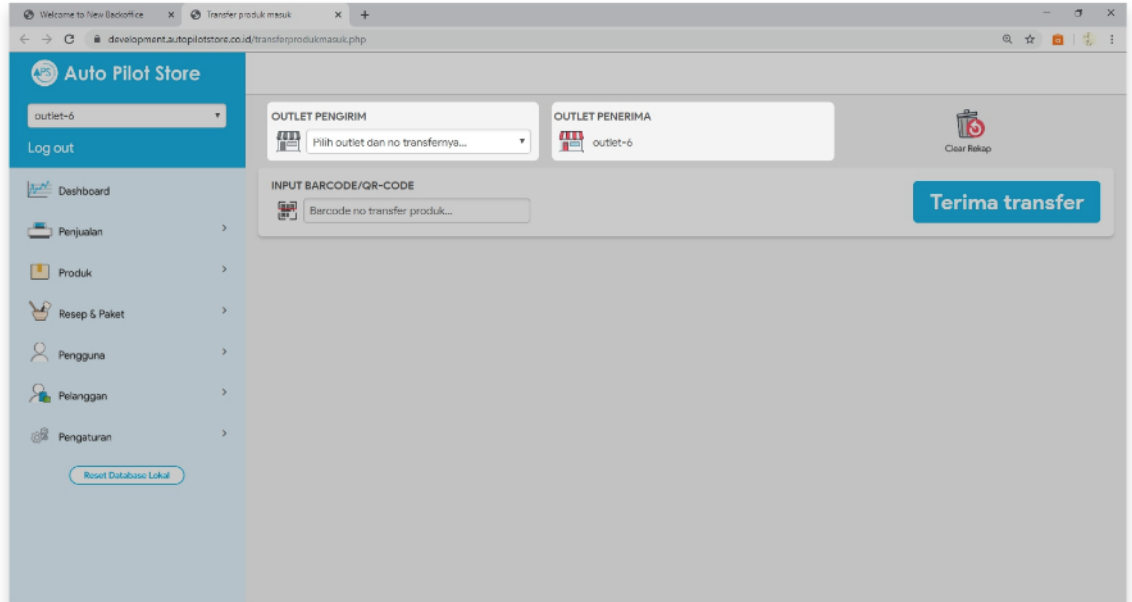 Welcome to New Backoffice
Transfer produk masuk
development.autopilotstore.co.id/transferprodukmasuk.php
APS Auto Pilot Store
outlet-6
Log out
OUTLET PENGIRIM
Pilih outlet dan no transfernya...
OUTLET PENERIMA
outlet-6
Clear Rekap
INPUT BARCODE/QR-CODE
Barcode no transfer produk...
Terima transfer
Dashboard
Penjualan
Produk
Resep & Paket
Pengguna
Pelanggan
Pengaturan
Reset Database Lokal